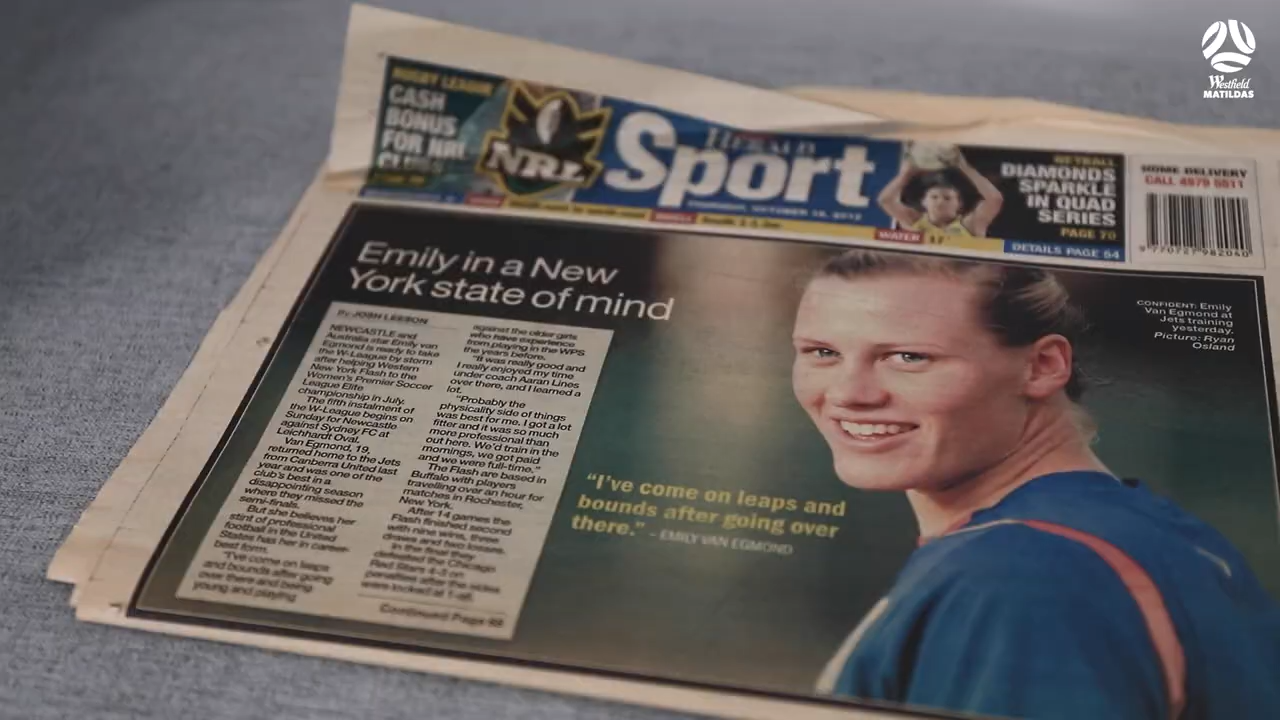 Westfield
MATILDAS
RUGBY LEAGUE
CASH
BONUS
FOR NRL
NRL
HERALD
Sport
NETBALL
DIAMONDS
SPARKLE
IN QUAD
SERIES
PAGE 70
HOME DELIVERY
CALL 4979 5511
9 770727 982040
WATER
DETAILS PAGE 64
Emily in a New
York state of mind
By JOSH LEESON
NEWCASTLE and
Australia star Emily van
Egmond is ready to take
the W-League by storm
after helping Western
New York Flash to the
Women's Premier Soccer
League Elite
championship in July.
The fifth instalment of
the W-League begins on
Sunday for Newcastle
against Sydney FC at
Leichhardt Oval.
Van Egmond, 19,
returned home to the Jets
from Canberra United last
year and was one of the
club's best in a
disappointing season
where they missed the
semi-finals.
But she believes her
stint of professional
football in the United
States has her in career-
best form.
"I've come on leaps
and bounds after going
over there and being
young and playing
against the older girls
who have experience
from playing in the WPS
the years before.
"It was really good and
I really enjoyed my time
under coach Aaran Lines
over there, and I learned a
lot.
"Probably the
physicality side of things
was best for me. I got a lot
fitter and it was so much
more professional than
out here. We'd train in the
mornings, we got paid
and we were full-time."
The Flash are based in
Buffalo with players
travelling over an hour for
matches in Rochester,
New York.
After 14 games the
Flash finished second
with nine wins, three
draws and two losses.
In the final they
defeated the Chicago
Red Stars 4-2 on
penalties after the sides
were locked at 1-all.
Continued Page 68
"I've come on leaps and
bounds after going over
there." – EMILY VAN EGMOND
CONFIDENT: Emily
Van Egmond at
Jets training
yesterday.
Picture: Ryan
Osland